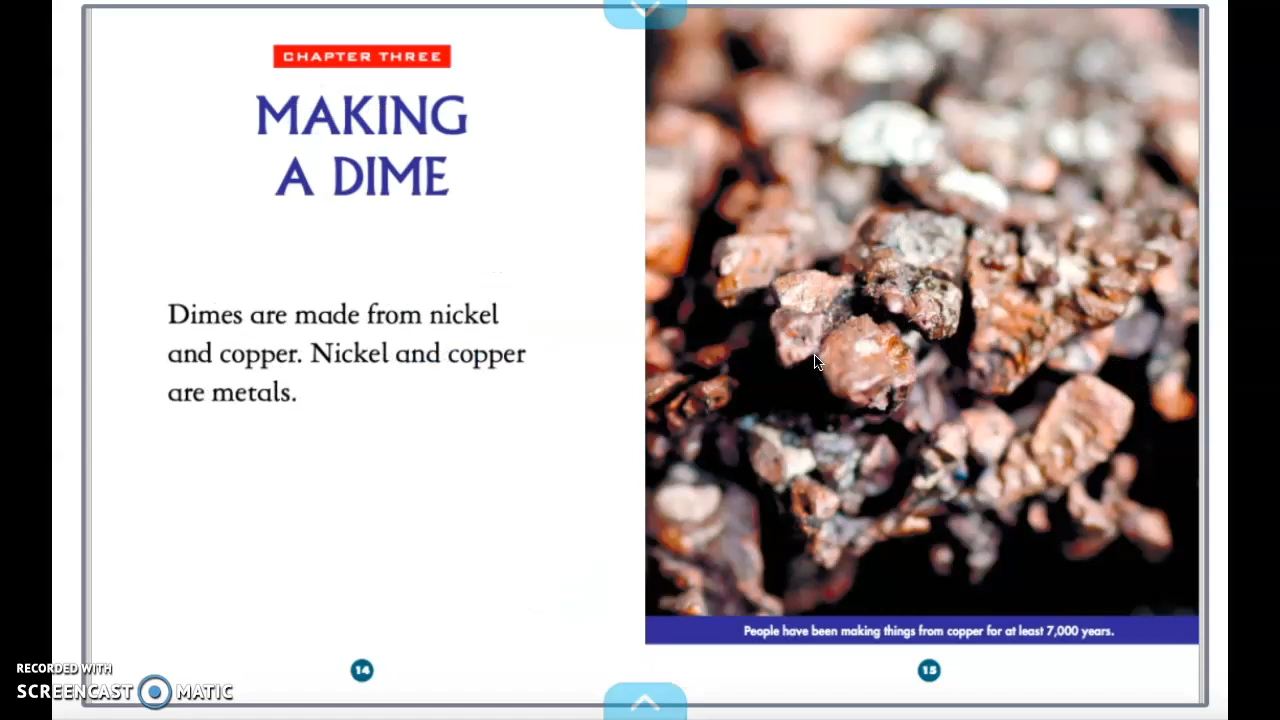 CHAPTER THREE
MAKING
A DIME
Dimes are made from nickel
and copper. Nickel and copper
are metals.
People have been making things from copper for at least 7,000 years.
14
15
RECORDED WITH
SCREENCAST MATIC